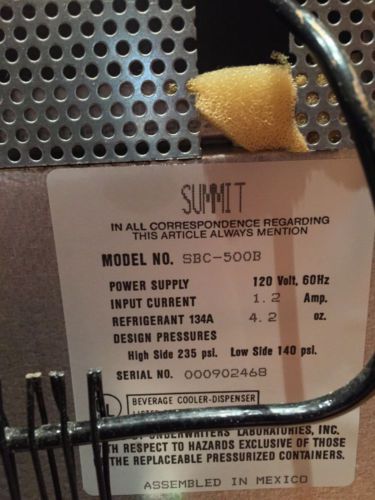 SUMMIT
IN ALL CORRESPONDENCE REGARDING
THIS ARTICLE ALWAYS MENTION
MODEL NO. SBC-500B
POWER SUPPLY 120 Volt, 60Hz
INPUT CURRENT 1.2 Amp.
REFRIGERANT 134A 4.2 oz.
DESIGN PRESSURES
High Side 235 psi. Low Side 140 psi.
SERIAL NO. 000902468
BEVERAGE COOLER-DISPENSER
UNDERWRITERS LABORATORIES, INC.
RESPECT TO HAZARDS EXCLUSIVE OF THOSE
THE REPLACEABLE PRESSURIZED CONTAINERS.
ASSEMBLED IN MEXICO